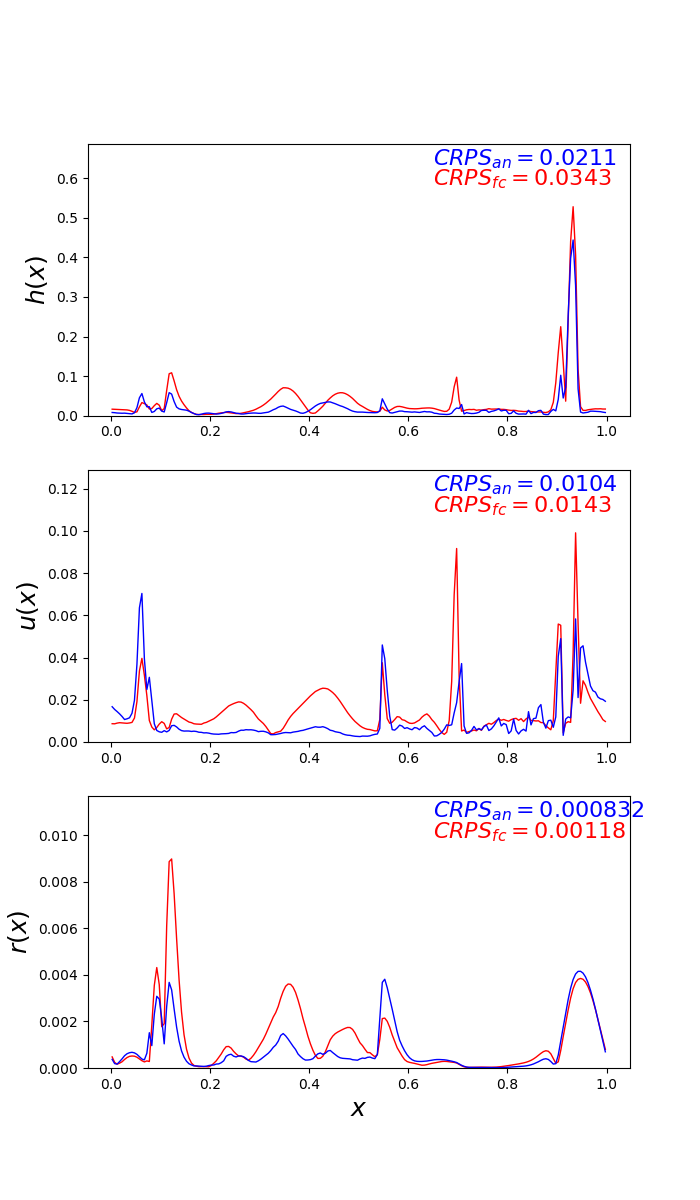 CRPS_an = 0.0211
CRPS_fc = 0.0343
h(x)
0.6
0.5
0.4
0.3
0.2
0.1
0.0
0.0 0.2 0.4 0.6 0.8 1.0
CRPS_an = 0.0104
CRPS_fc = 0.0143
u(x)
0.12
0.10
0.08
0.06
0.04
0.02
0.00
0.0 0.2 0.4 0.6 0.8 1.0
CRPS_an = 0.000832
CRPS_fc = 0.00118
r(x)
0.010
0.008
0.006
0.004
0.002
0.000
0.0 0.2 0.4 0.6 0.8 1.0
x